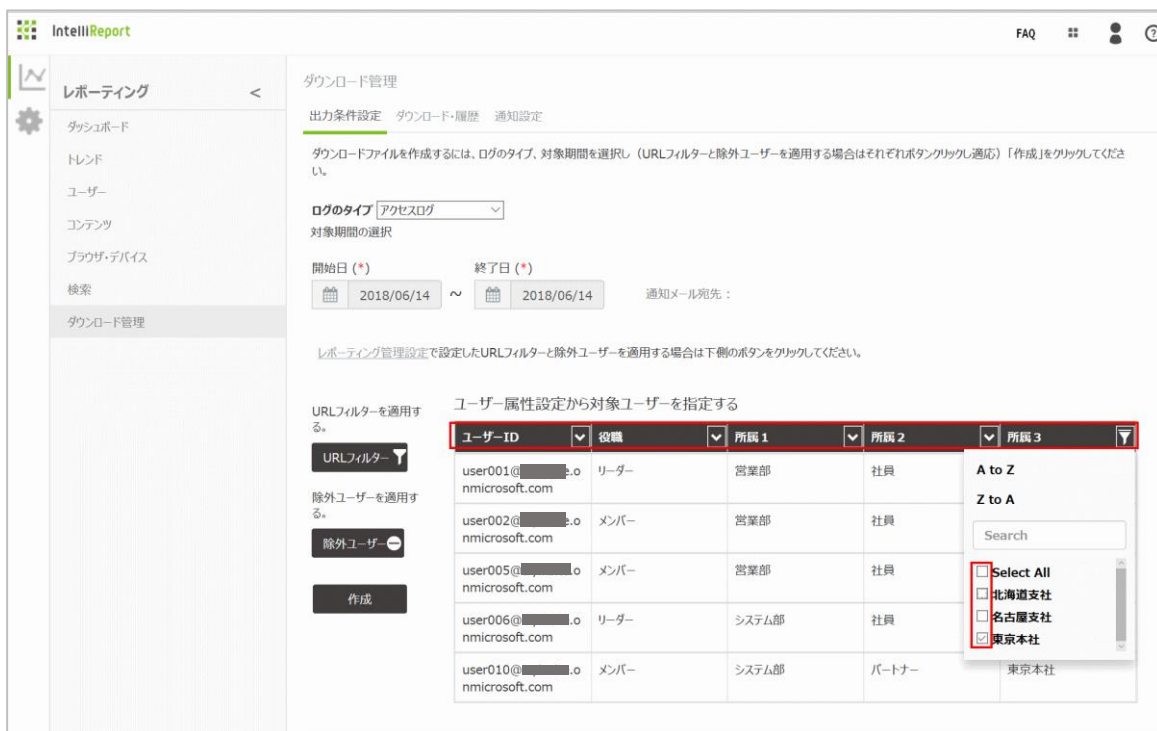 IntelliReport
FAQ
レポーティング <
ダッシュボード
トレンド
ユーザー
コンテンツ
ブラウザ・デバイス
検索
ダウンロード管理
ダウンロード管理
出力条件設定 ダウンロード・履歴 通知設定
ダウンロードファイルを作成するには、ログのタイプ、対象期間を選択し（URLフィルターと除外ユーザーを適用する場合はそれぞれボタンクリックし適応）「作成」をクリックしてくださ
い。
ログのタイプ アクセスログ
対象期間の選択
開始日 (*) 終了日 (*)
2018/06/14 ～ 2018/06/14 通知メール宛先：
レポーティング管理設定で設定したURLフィルターと除外ユーザーを適用する場合は下側のボタンをクリックしてください。
URLフィルターを適用す
る。
URLフィルター
除外ユーザーを適用す
る。
除外ユーザー
作成
ユーザー属性設定から対象ユーザーを指定する
ユーザーID 役職 所属1 所属2 所属3
user001@ e.o リーダー 営業部 社員
nmicrosoft.com
user002@ e.o メンバー 営業部 社員
nmicrosoft.com
user005@ .o メンバー 営業部 社員
nmicrosoft.com
user006@ .o リーダー システム部 社員
nmicrosoft.com
user010@ .o メンバー システム部 パートナー 東京本社
nmicrosoft.com
A to Z
Z to A
Search
Select All
北海道支社
名古屋支社
東京本社